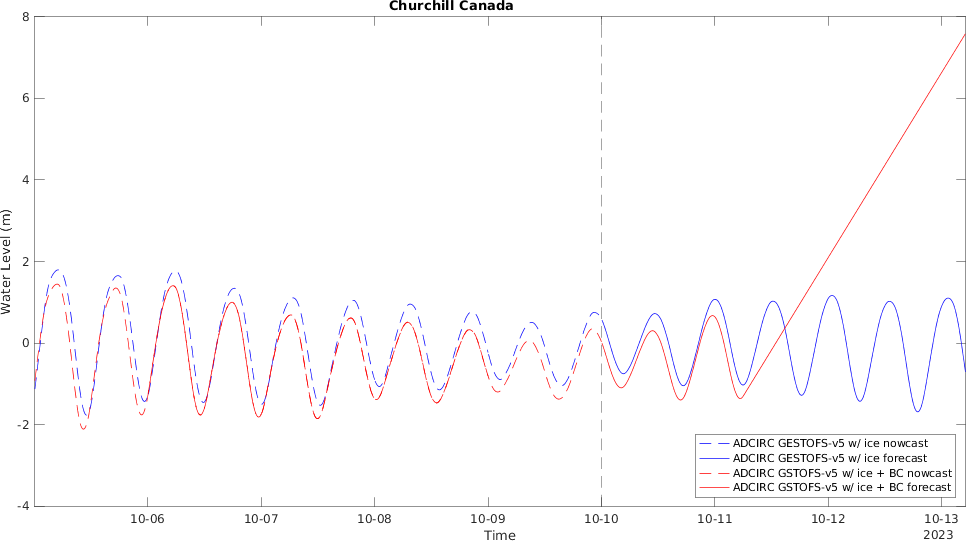 Churchill Canada
8
6
4
2
0
-2
-4
Water Level (m)
10-06
10-07
10-08
10-09
10-10
10-11
10-12
10-13
Time
2023
ADCIRC GESTOFS-v5 w/ ice nowcast
ADCIRC GESTOFS-v5 w/ ice forecast
ADCIRC GSTOFS-v5 w/ ice + BC nowcast
ADCIRC GSTOFS-v5 w/ ice + BC forecast